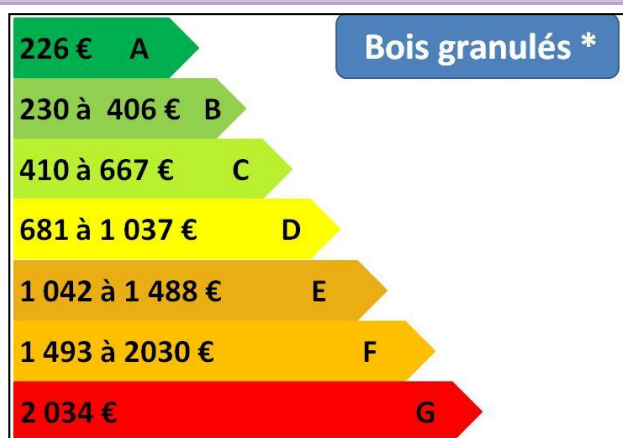 Bois granulés *
226 € A
230 à 406 € B
410 à 667 € C
681 à 1 037 € D
1 042 à 1 488 € E
1 493 à 2030 € F
2 034 € G